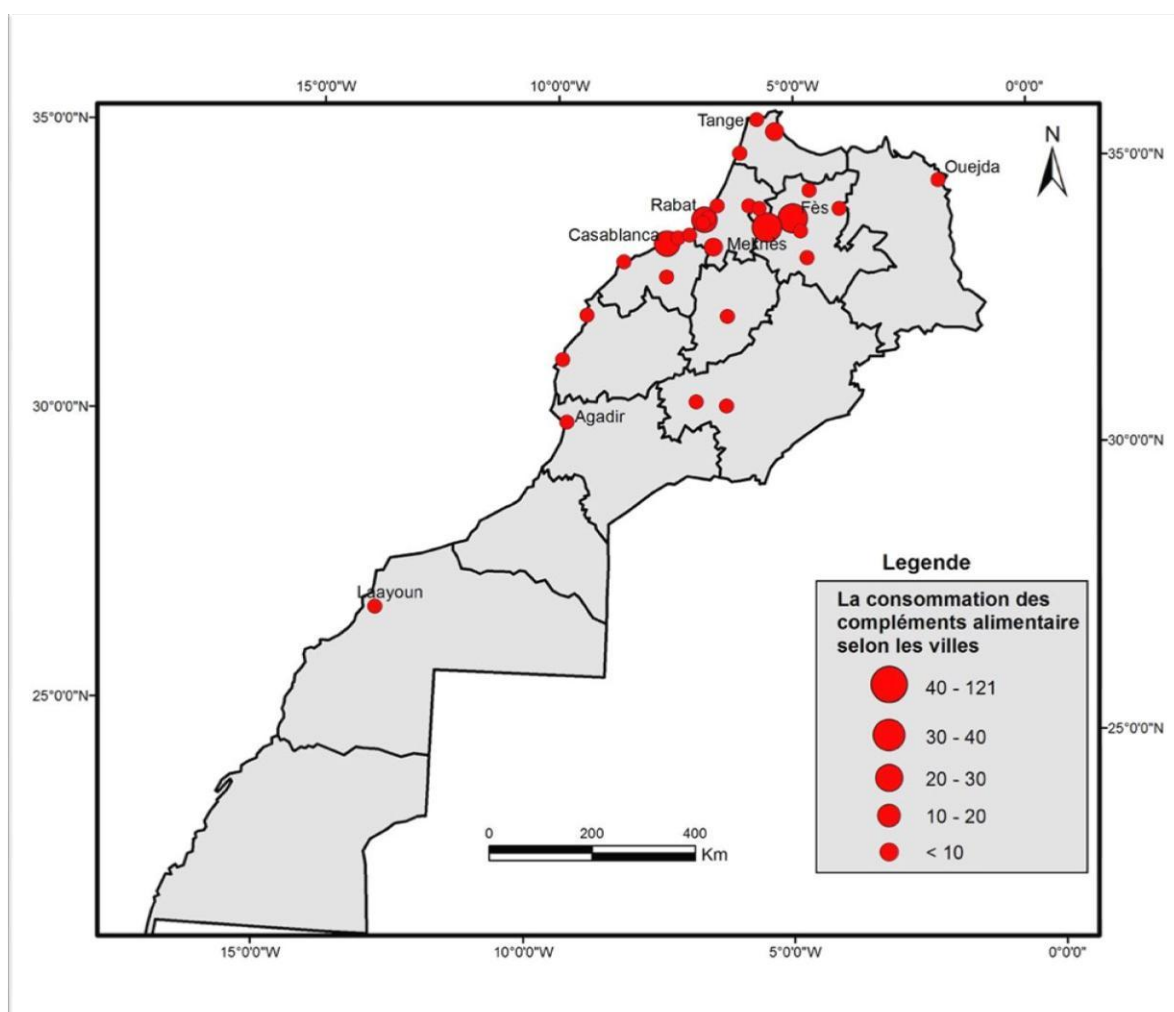 15°0'0"W 10°0'0"W 5°0'0"W 0°0'0"
35°0'0"N
Tange
N
35°0'0"N
Ouejda
Rabat
Fès
Casablanca
Meknes
30°0'0"N
Agadir
30°0'0"N
Laayoun
Legende
La consommation des
compléments alimentaire
selon les villes
40 - 121
30 - 40
20 - 30
10 - 20
< 10
25°0'0"N
25°0'0"N
0 200 400
Km
15°0'0"W 10°0'0"W 5°0'0"W 0°0'0"